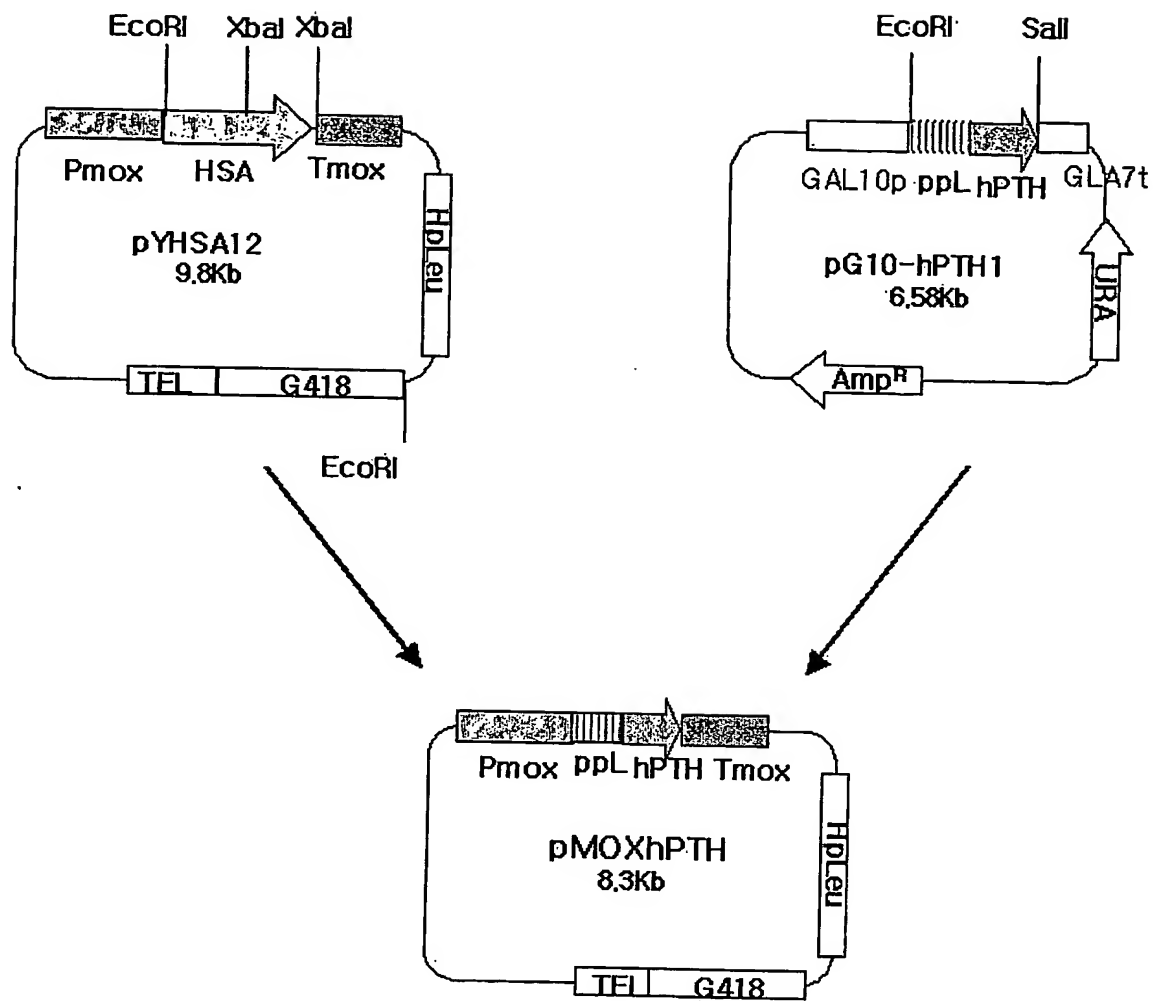 EcoRI XbaI XbaI
Pmox HSA Tmox
pYHSA12
9.8Kb
HpLeu
TEL G418
EcoRI
EcoRI SalI
GAL10p ppL hPTH GLA7t
pG10-hPTH1
6.58Kb
URA
Amp^R
Pmox ppL hPTH Tmox
pMOXhPTH
8.3Kb
HpLeu
TEL G418